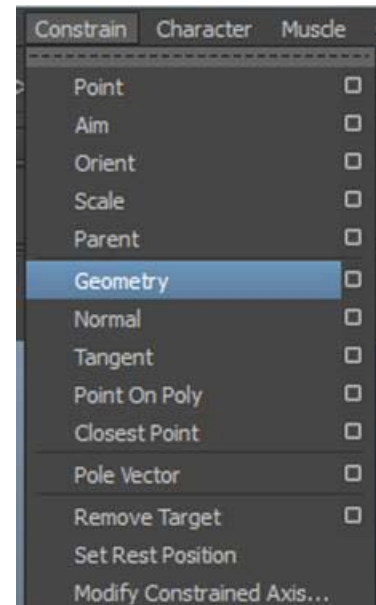 Constrain Character Muscle
Point
Aim
Orient
Scale
Parent
Geometry
Normal
Tangent
Point On Poly
Closest Point
Pole Vector
Remove Target
Set Rest Position
Modify Constrained Axis...